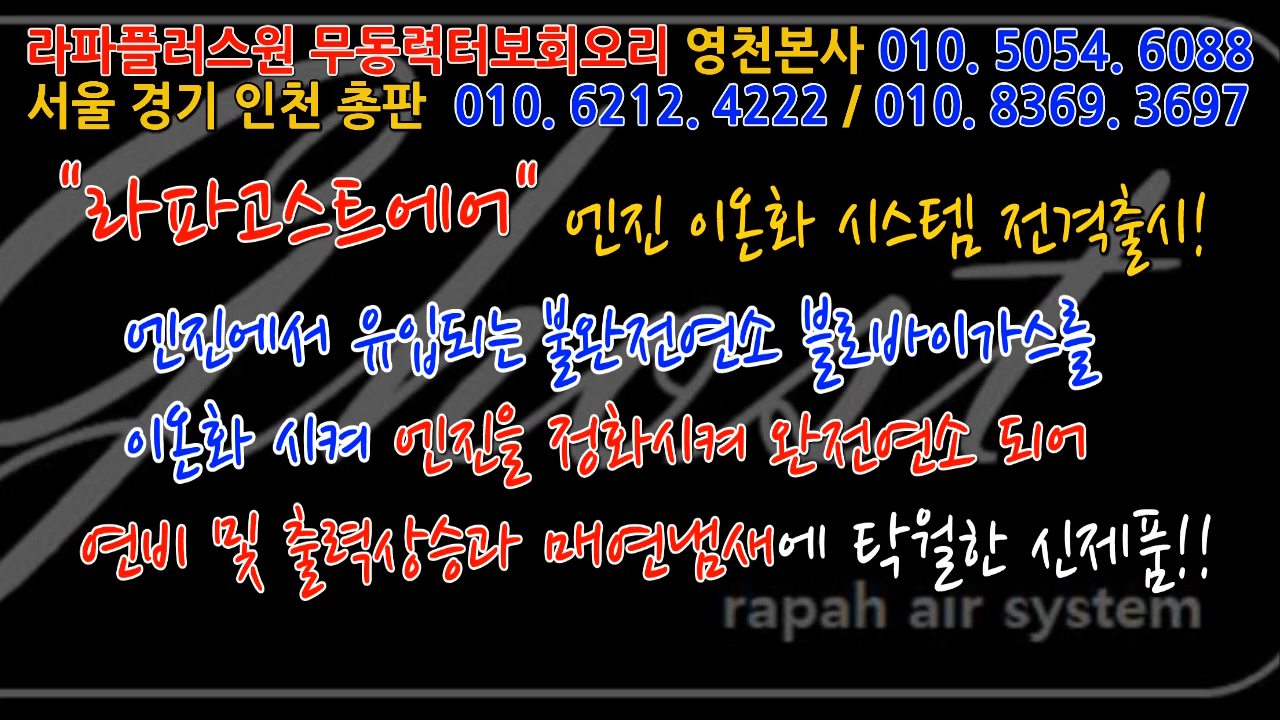 라파플러스원 무동력터보회오리 영천본사 010. 5054. 6088
서울 경기 인천 총판 010. 6212. 4222 / 010. 8369. 3697
"라파고스트에어" 엔진 이온화 시스템 전격출시!
엔진에서 유입되는 불완전연소 블로바이가스를
이온화 시켜 엔진을 정화시켜 완전연소 되어
연비 및 출력상승과 매연냄새에 탁월한 신제품!!
Ghost
rapah air system